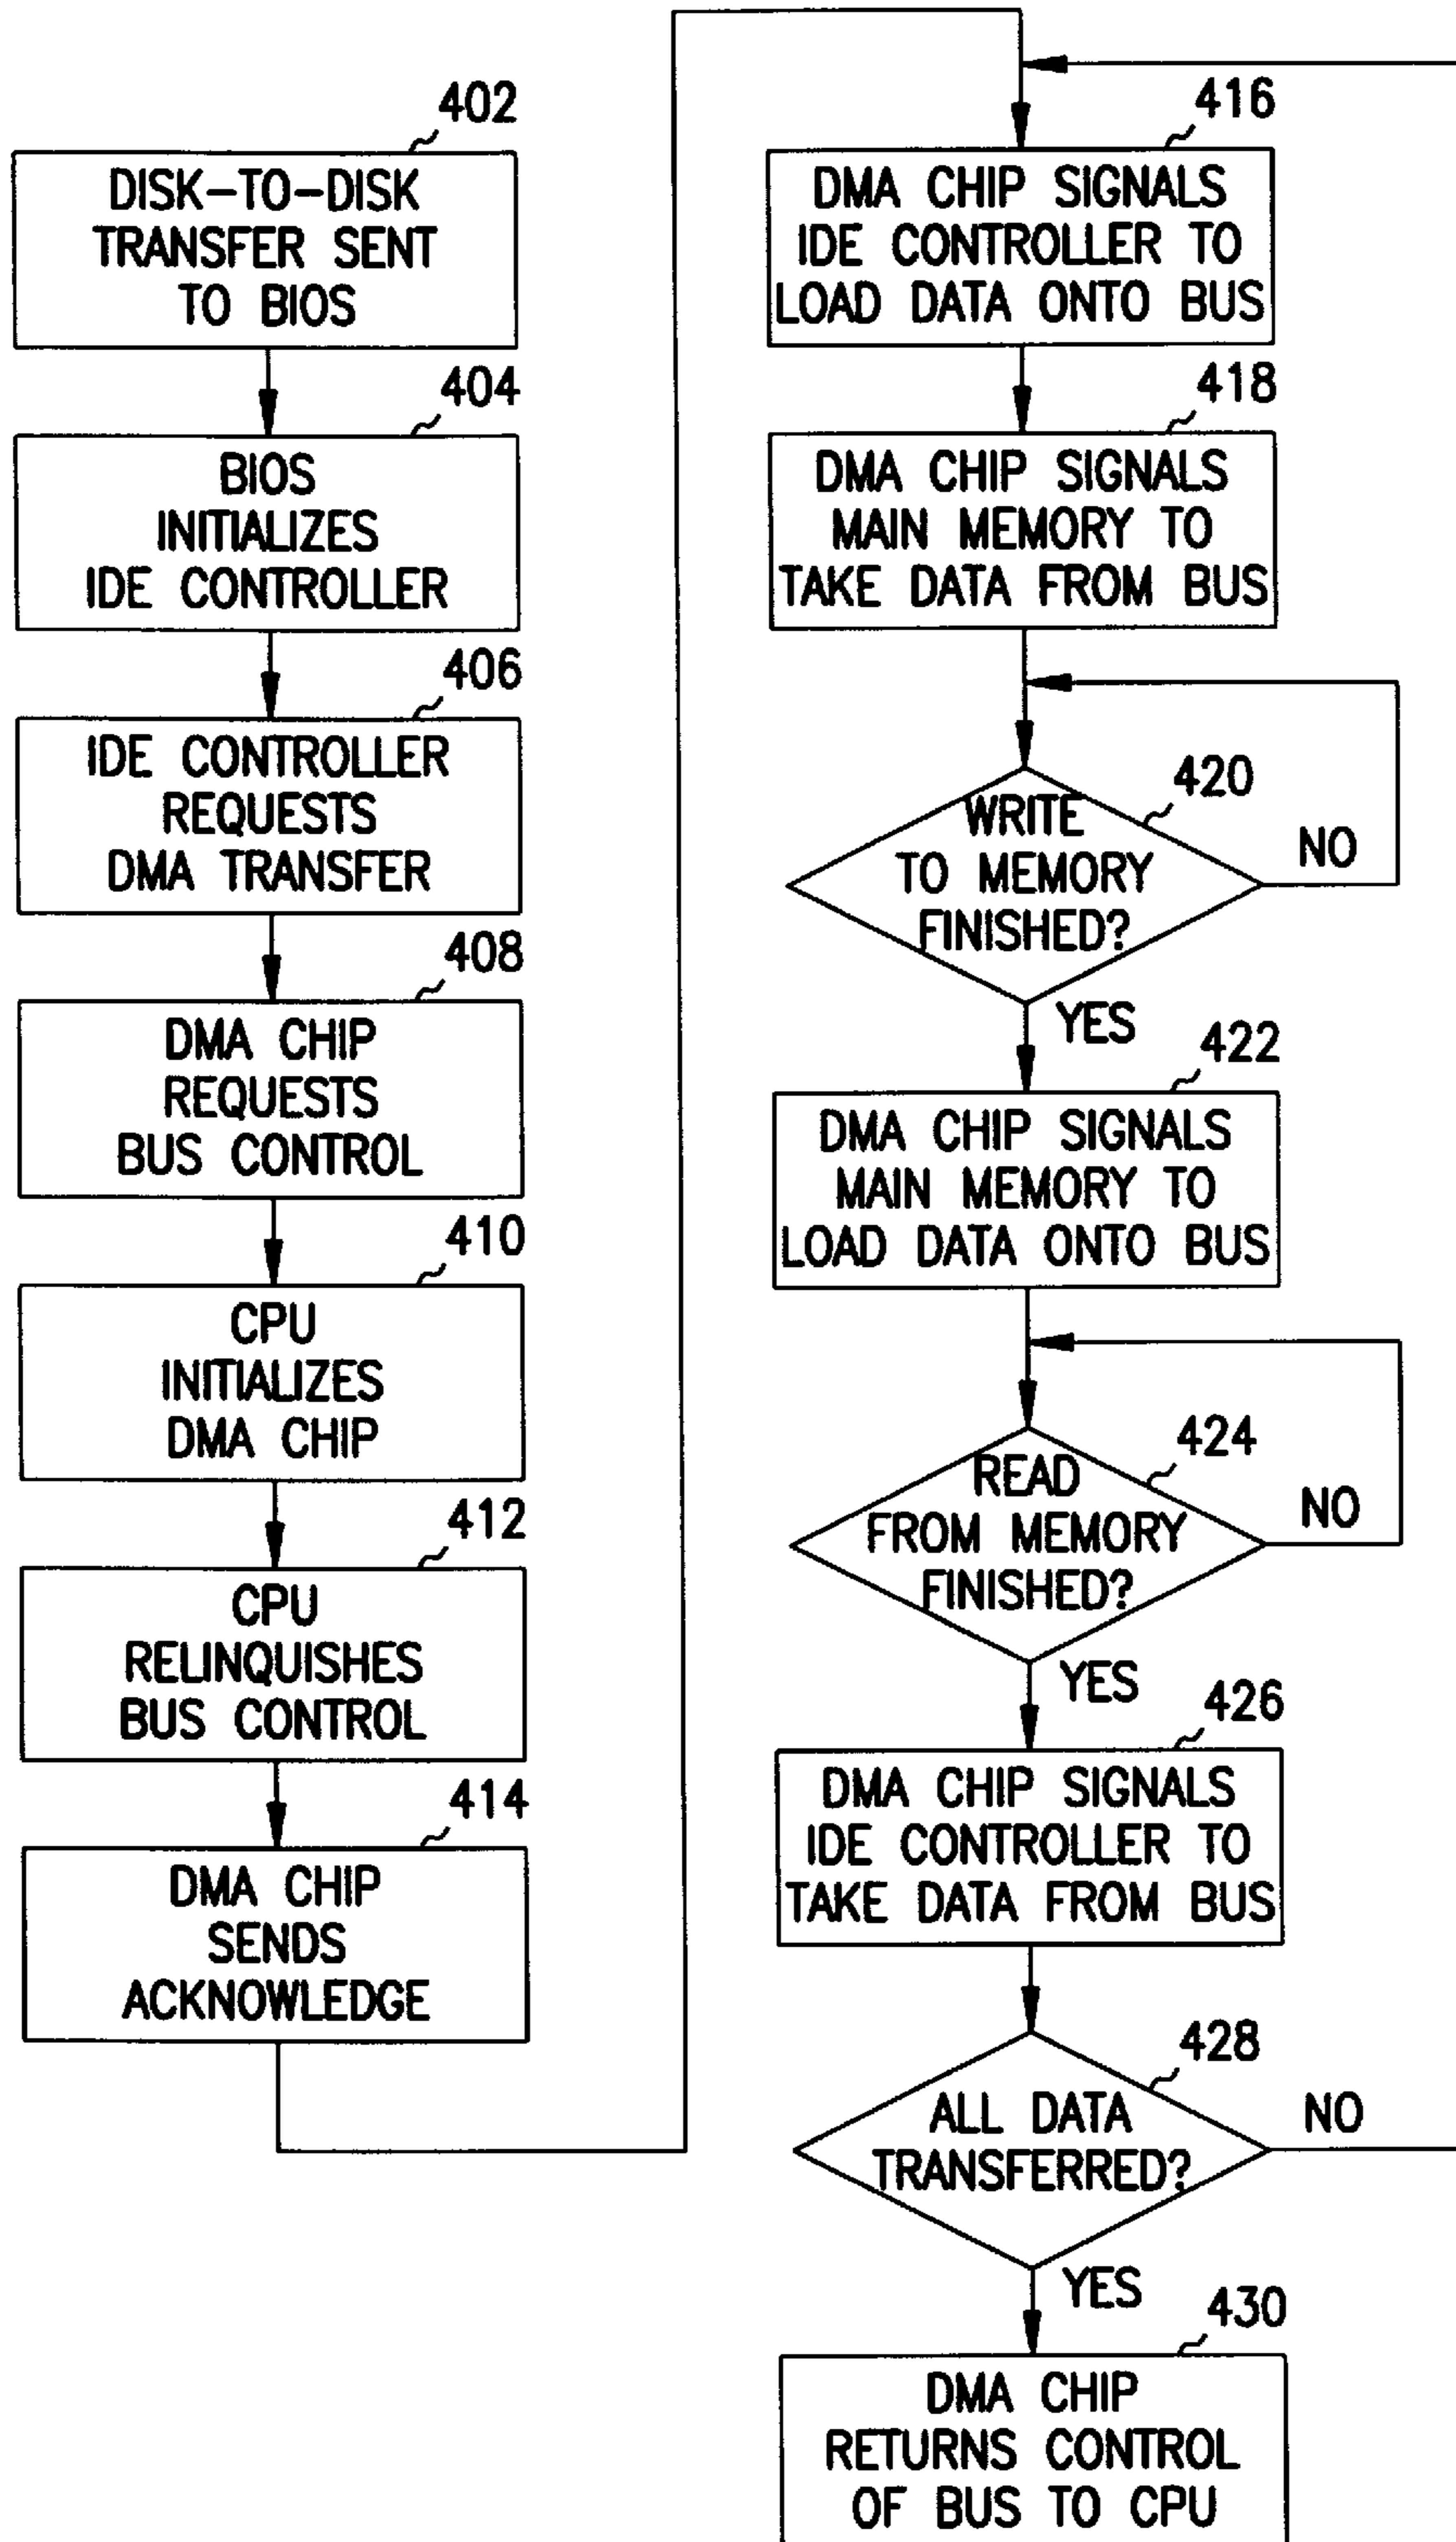 402
DISK-TO-DISK
TRANSFER SENT
TO BIOS
404
BIOS
INITIALIZES
IDE CONTROLLER
406
IDE CONTROLLER
REQUESTS
DMA TRANSFER
408
DMA CHIP
REQUESTS
BUS CONTROL
410
CPU
INITIALIZES
DMA CHIP
412
CPU
RELINQUISHES
BUS CONTROL
414
DMA CHIP
SENDS
ACKNOWLEDGE
416
DMA CHIP SIGNALS
IDE CONTROLLER TO
LOAD DATA ONTO BUS
418
DMA CHIP SIGNALS
MAIN MEMORY TO
TAKE DATA FROM BUS
420
WRITE
TO MEMORY
FINISHED?
NO
YES
422
DMA CHIP SIGNALS
MAIN MEMORY TO
LOAD DATA ONTO BUS
424
READ
FROM MEMORY
FINISHED?
NO
YES
426
DMA CHIP SIGNALS
IDE CONTROLLER TO
TAKE DATA FROM BUS
428
ALL DATA
TRANSFERRED?
NO
YES
430
DMA CHIP
RETURNS CONTROL
OF BUS TO CPU